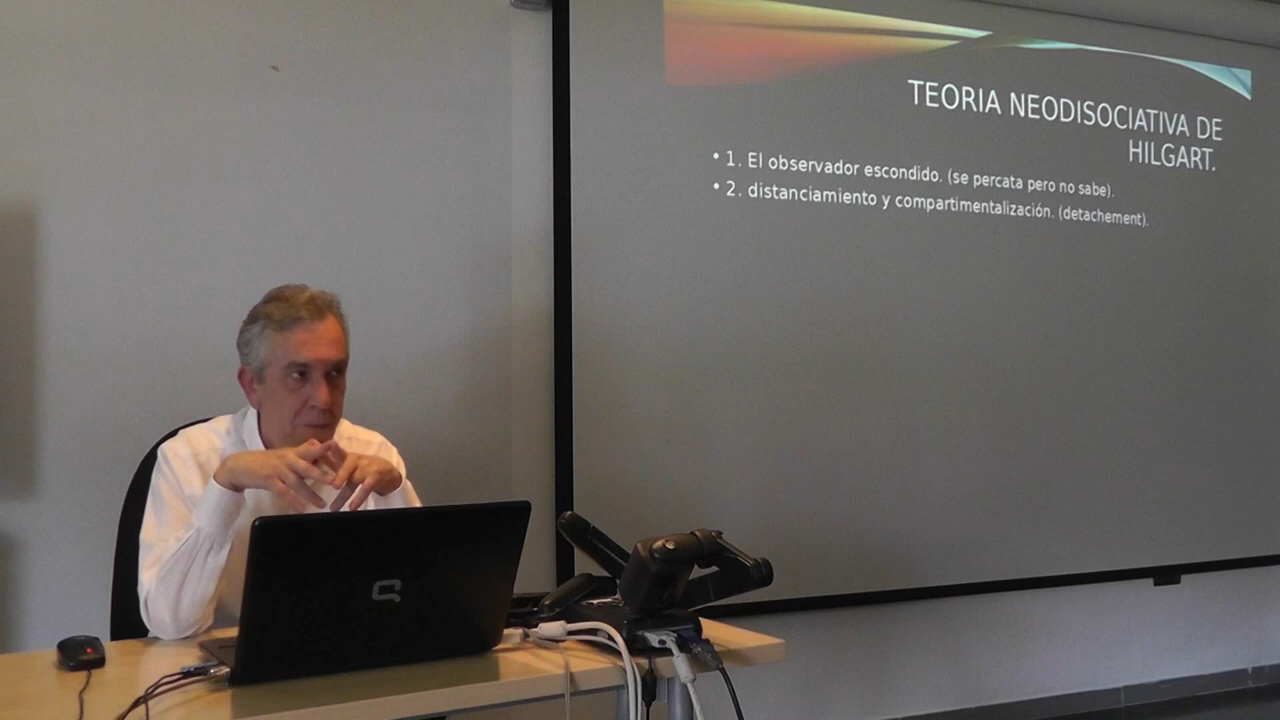 TEORIA NEODISOCIATIVA DE
HILGART.
• 1. El observador escondido. (se percata pero no sabe).
• 2. distanciamiento y compartimentalización. (detachement).